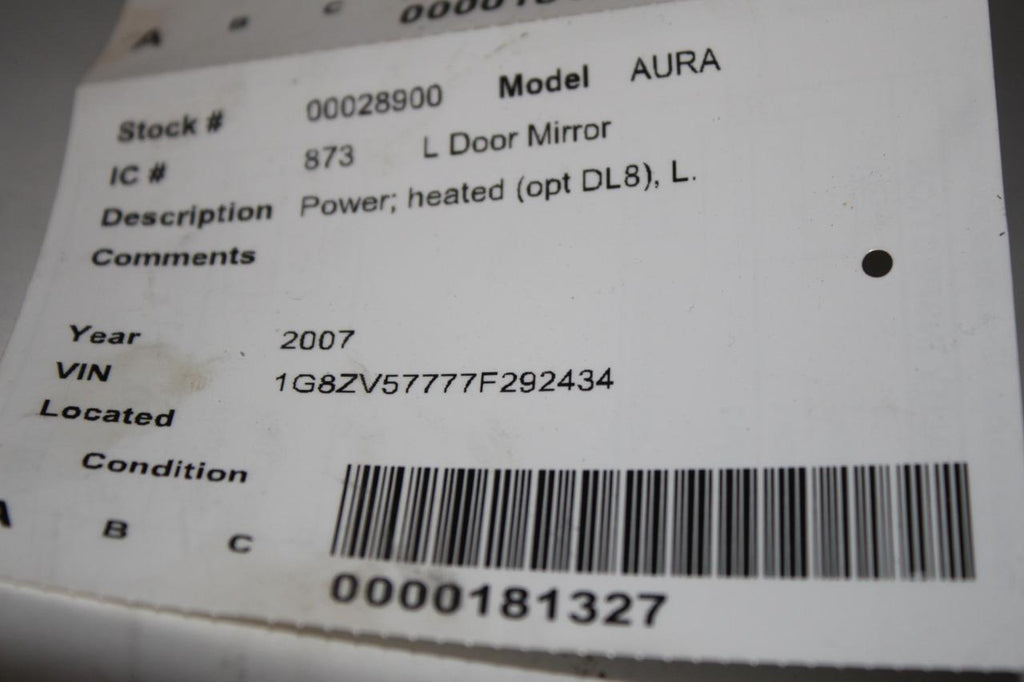 A B C 000018
Stock # 00028900 Model AURA
IC # 873 L Door Mirror
Description Power; heated (opt DL8), L.
Comments
Year 2007
VIN 1G8ZV57777F292434
Located
Condition
A B C
0000181327